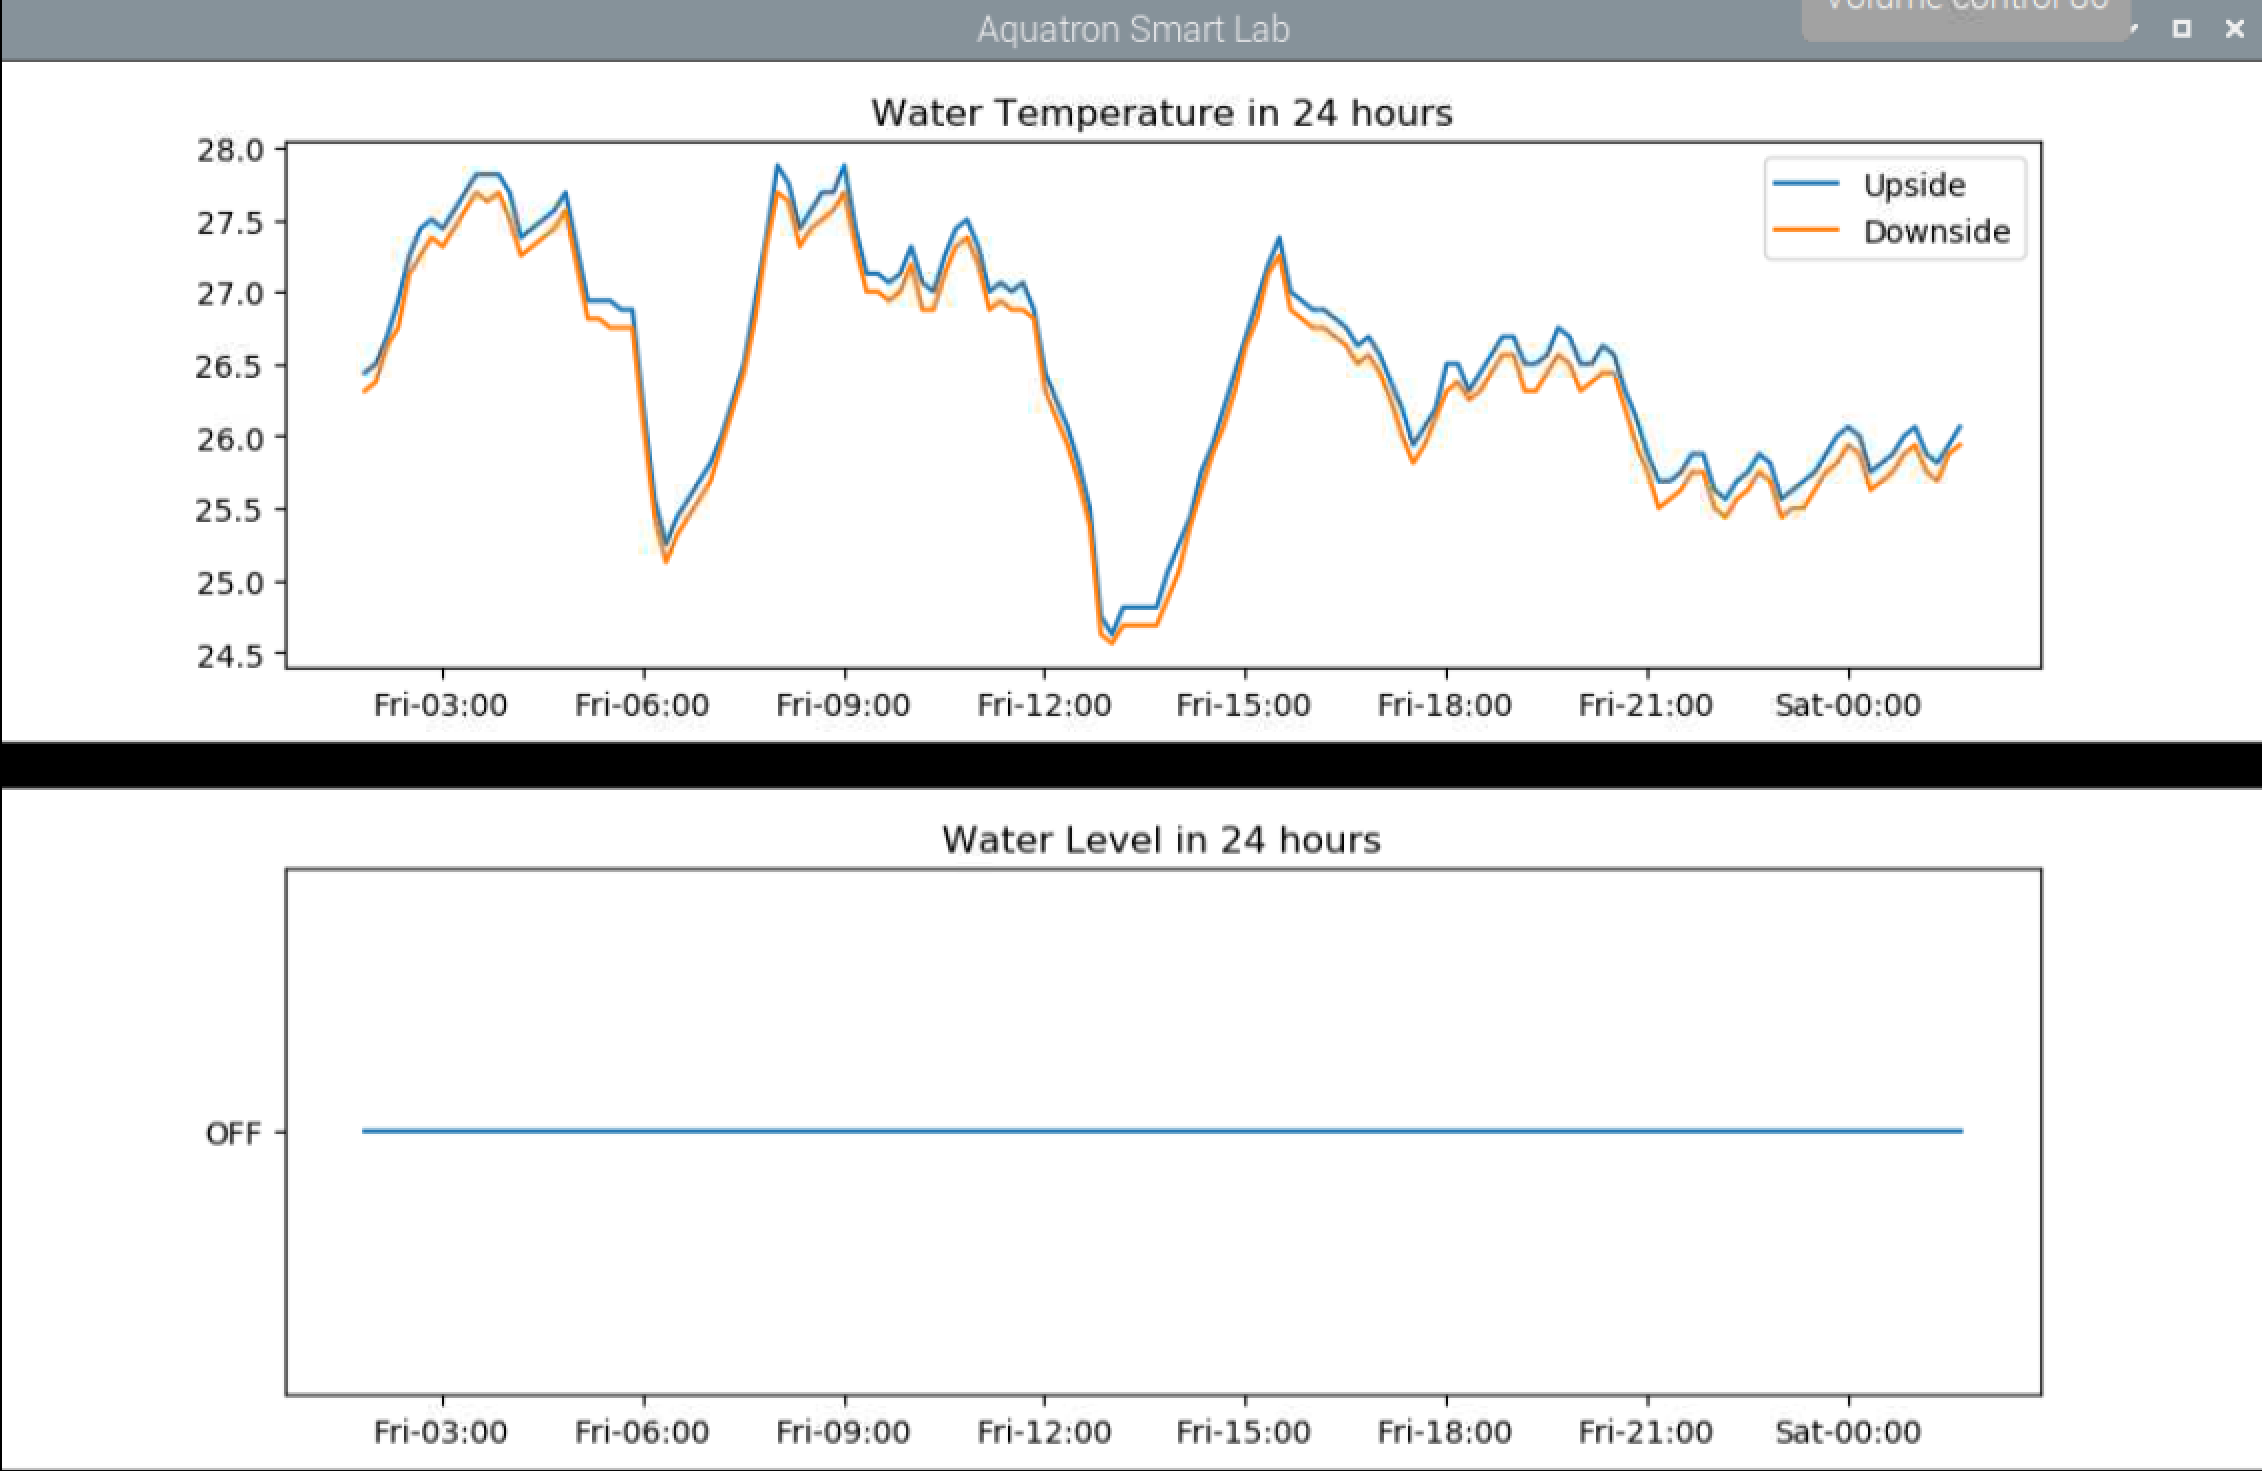 Aquatron Smart Lab
Volume control 80
Water Temperature in 24 hours
28.0
27.5
27.0
26.5
26.0
25.5
25.0
24.5
Upside
Downside
Fri-03:00 Fri-06:00 Fri-09:00 Fri-12:00 Fri-15:00 Fri-18:00 Fri-21:00 Sat-00:00
Water Level in 24 hours
OFF
Fri-03:00 Fri-06:00 Fri-09:00 Fri-12:00 Fri-15:00 Fri-18:00 Fri-21:00 Sat-00:00